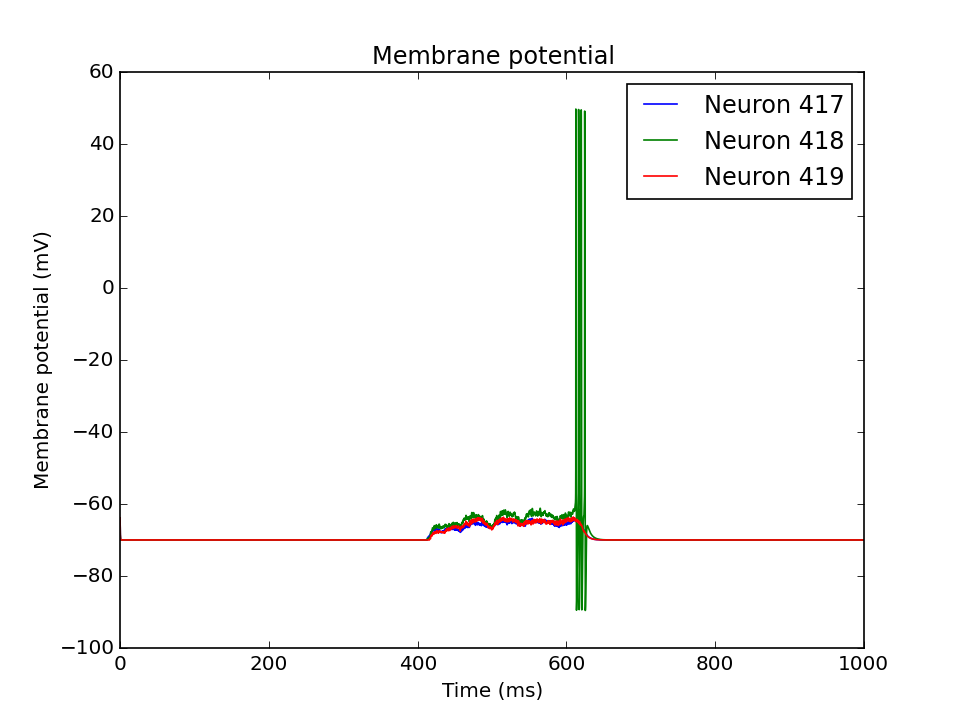 Membrane potential
60
40
20
0
−20
−40
−60
−80
−100
Membrane potential (mV)
Neuron 417
Neuron 418
Neuron 419
0 200 400 600 800 1000
Time (ms)